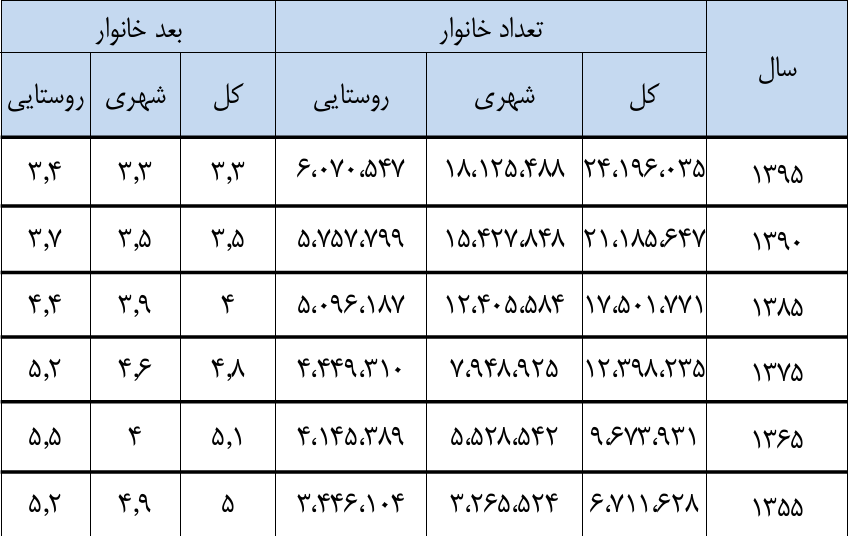 سال تعداد خانوار بعد خانوار
کل شهری روستایی کل شهری روستایی
۱۳۹۵ ۲۴،۱۹۶،۰۳۵ ۱۸،۱۲۵،۴۸۸ ۶،۰۷۰،۵۴۷ ۳,۳ ۳,۳ ۳,۴
۱۳۹۰ ۲۱،۱۸۵،۶۴۷ ۱۵،۴۲۷،۸۴۸ ۵،۷۵۷،۷۹۹ ۳,۵ ۳,۵ ۳,۷
۱۳۸۵ ۱۷،۵۰۱،۷۷۱ ۱۲،۴۰۵،۵۸۴ ۵،۰۹۶،۱۸۷ ۴ ۳,۹ ۴,۴
۱۳۷۵ ۱۲،۳۹۸،۲۳۵ ۷،۹۴۸،۹۲۵ ۴،۴۴۹،۳۱۰ ۴,۸ ۴,۶ ۵,۲
۱۳۶۵ ۹،۶۷۳،۹۳۱ ۵،۵۲۸،۵۴۲ ۴،۱۴۵،۳۸۹ ۵,۱ ۴ ۵,۵
۱۳۵۵ ۶،۷۱۱،۶۲۸ ۳،۲۶۵،۵۲۴ ۳،۴۴۶،۱۰۴ ۵ ۴,۹ ۵,۲